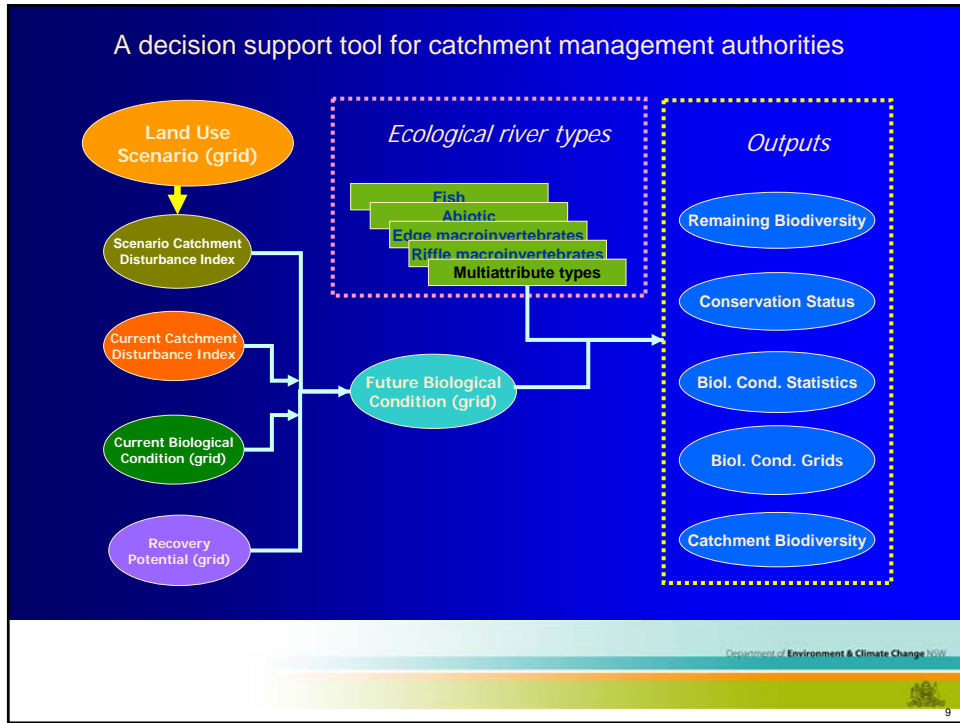 A decision support tool for catchment management authorities
Land Use
Scenario (grid)
Scenario Catchment
Disturbance Index
Current Catchment
Disturbance Index
Current Biological
Condition (grid)
Recovery
Potential (grid)
Future Biological
Condition (grid)
Ecological river types
Fish
Abiotic
Edge macroinvertebrates
Riffle macroinvertebrates
Multiattribute types
Outputs
Remaining Biodiversity
Conservation Status
Biol. Cond. Statistics
Biol. Cond. Grids
Catchment Biodiversity
Department of Environment & Climate Change NSW
9